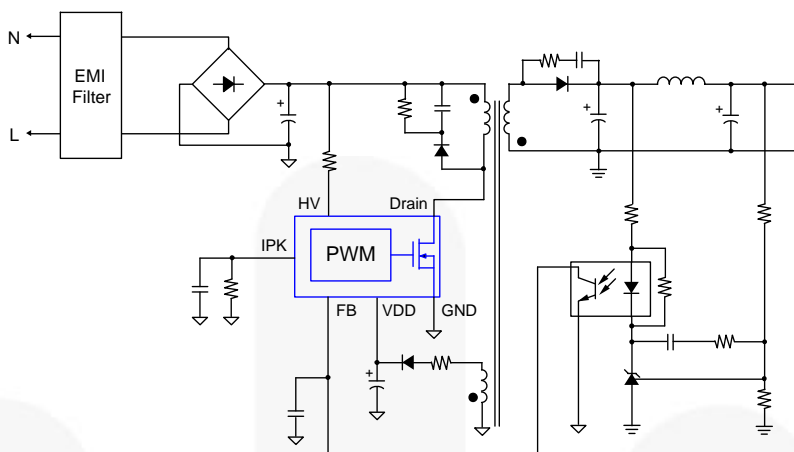 N
EMI
Filter
L
HV
Drain
IPK
PWM
FB
VDD
GND
+
+
+
+